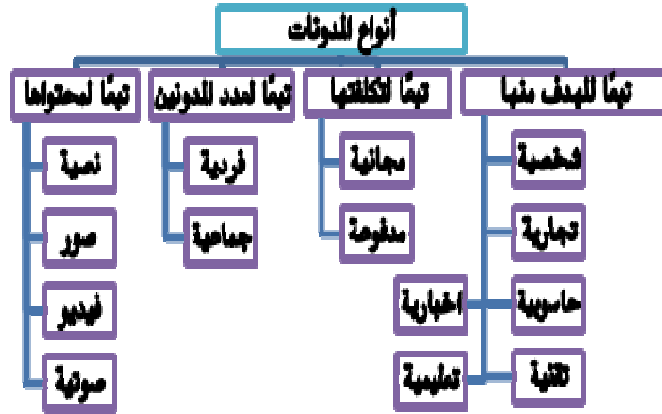 أنواع المدونات
تبعًا للهدف منها
تبعًا لتكلفتها
تبعًا لعدد المدونين
تبعًا لمحتواها
شخصية
تجارية
حاسوبية
اخبارية
تقنية
تعليمية
مجانية
مدفوعة
فردية
جماعية
نصية
صور
فيديو
صوتية